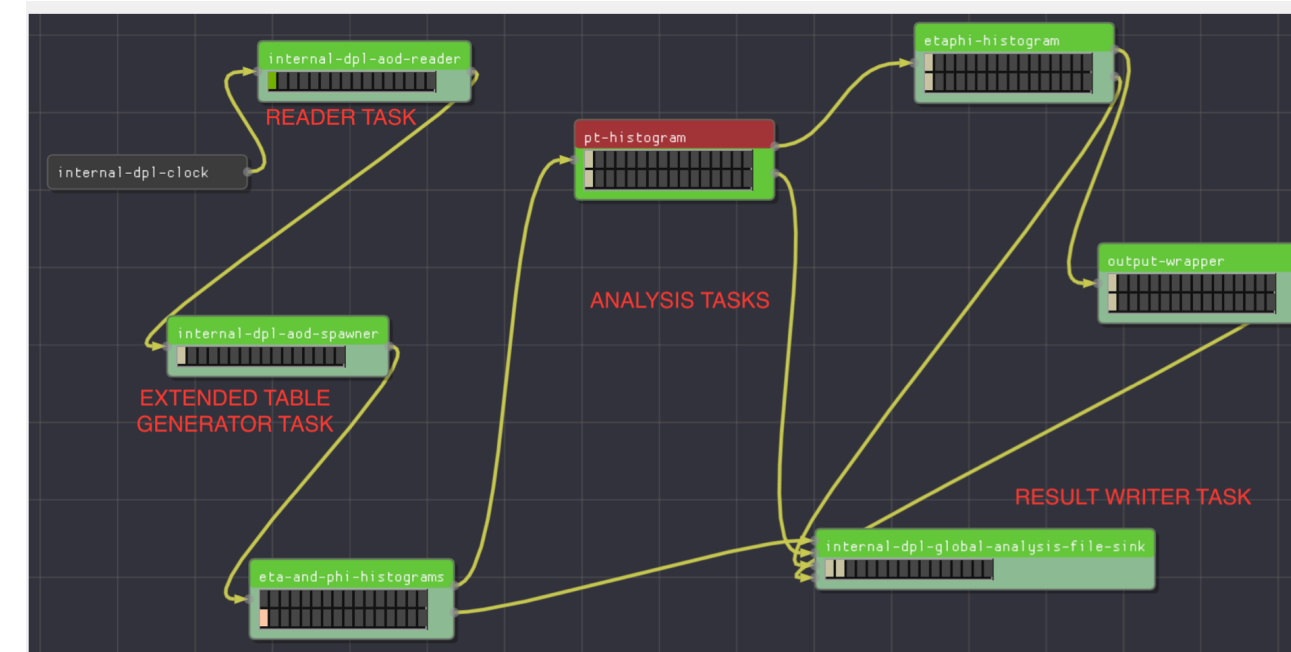 etaphi-histogram
internal-dpl-aod-reader
READER TASK
pt-histogram
internal-dpl-clock
output-wrapper
ANALYSIS TASKS
internal-dpl-aod-spawner
EXTENDED TABLE
GENERATOR TASK
RESULT WRITER TASK
internal-dpl-global-analysis-file-sink
eta-and-phi-histograms